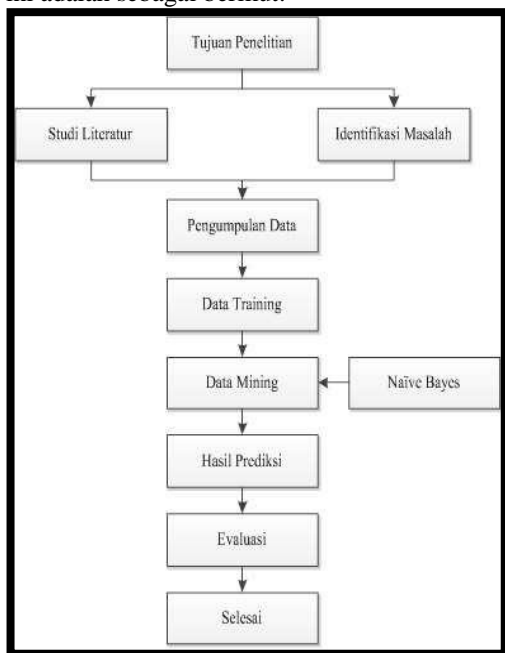 ini adalah sebagai berikut:
Tujuan Penelitian
Studi Literatur
Identifikasi Masalah
Pengumpulan Data
Data Training
Data Mining
Naïve Bayes
Hasil Prediksi
Evaluasi
Selesai